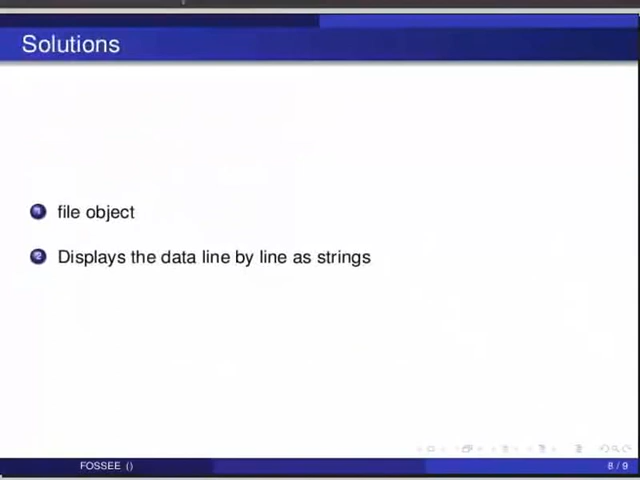 Solutions
1 file object
2 Displays the data line by line as strings
FOSSEE ()
8 / 9